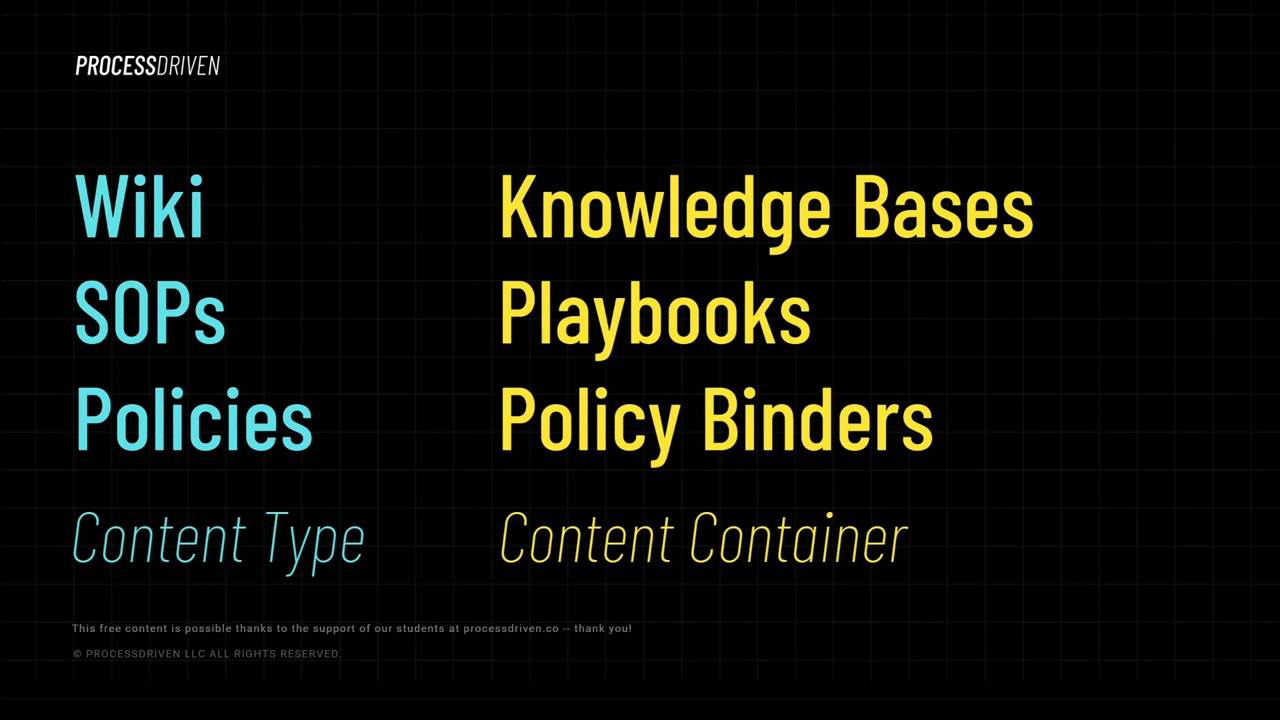 PROCESSDRIVEN
Wiki
Knowledge Bases
SOPs
Playbooks
Policies
Policy Binders
Content Type
Content Container
This free content is possible thanks to the support of our students at processdriven.co -- thank you!
© PROCESSDRIVEN LLC ALL RIGHTS RESERVED.